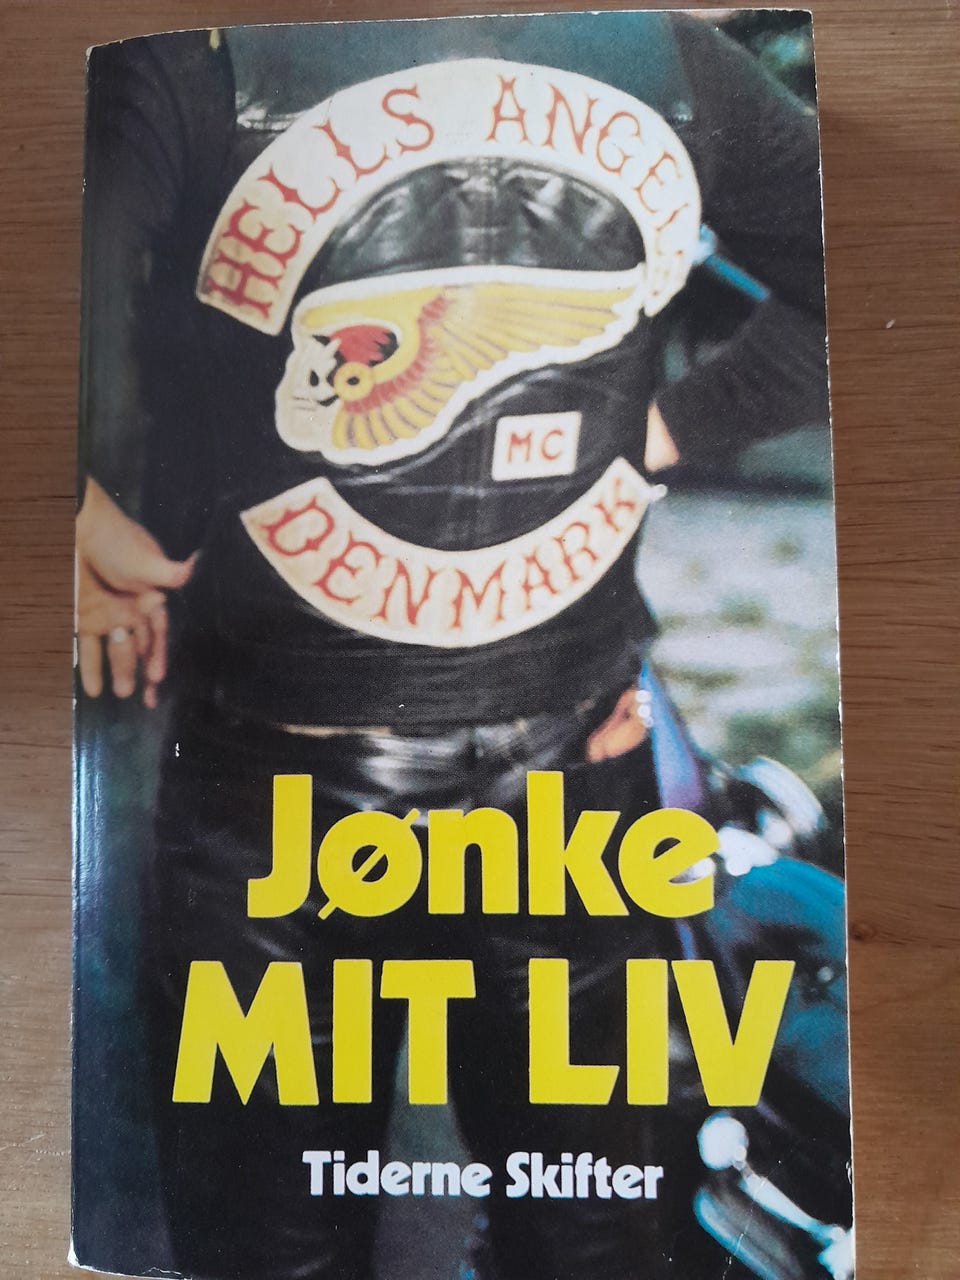 HELLS ANGELS
MC
DENMARK
Jønke
MIT LIV
Tiderne Skifter